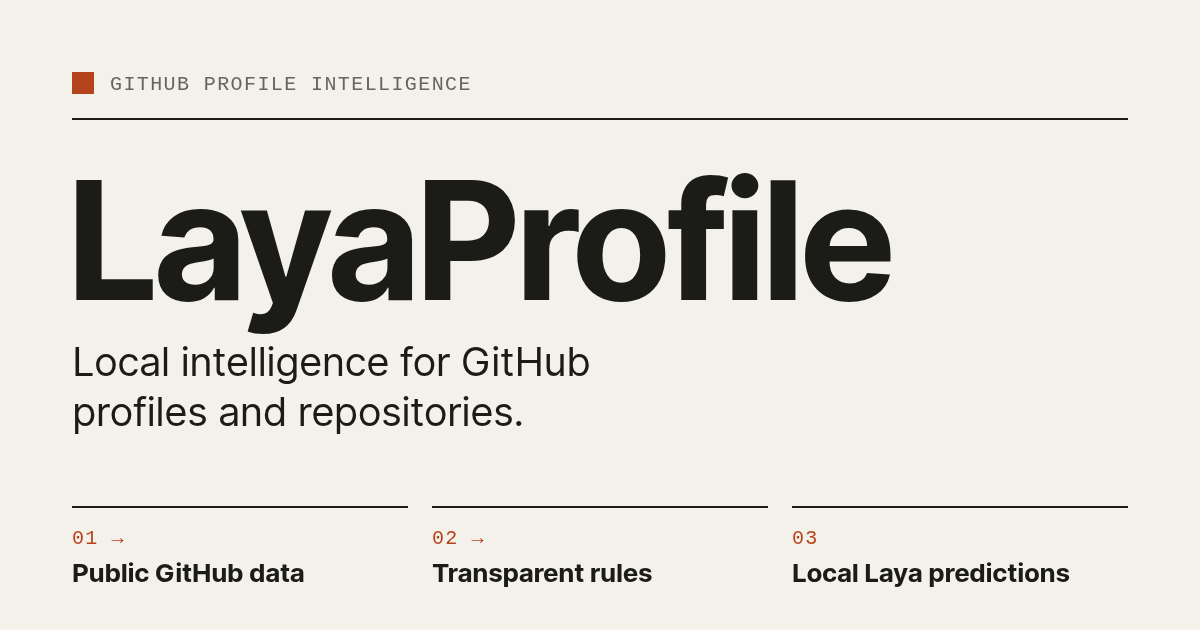 GITHUB PROFILE INTELLIGENCE
LayaProfile
Local intelligence for GitHub
profiles and repositories.
01 →
Public GitHub data
02 →
Transparent rules
03
Local Laya predictions